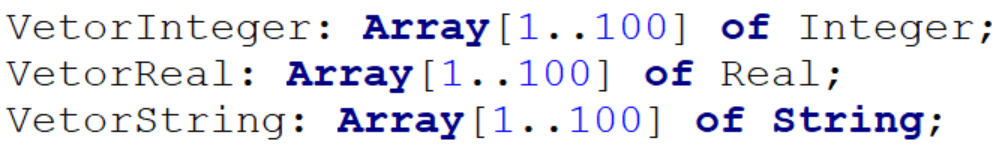 VetorInteger: Array[1..100] of Integer;
VetorReal: Array[1..100] of Real;
VetorString: Array[1..100] of String;